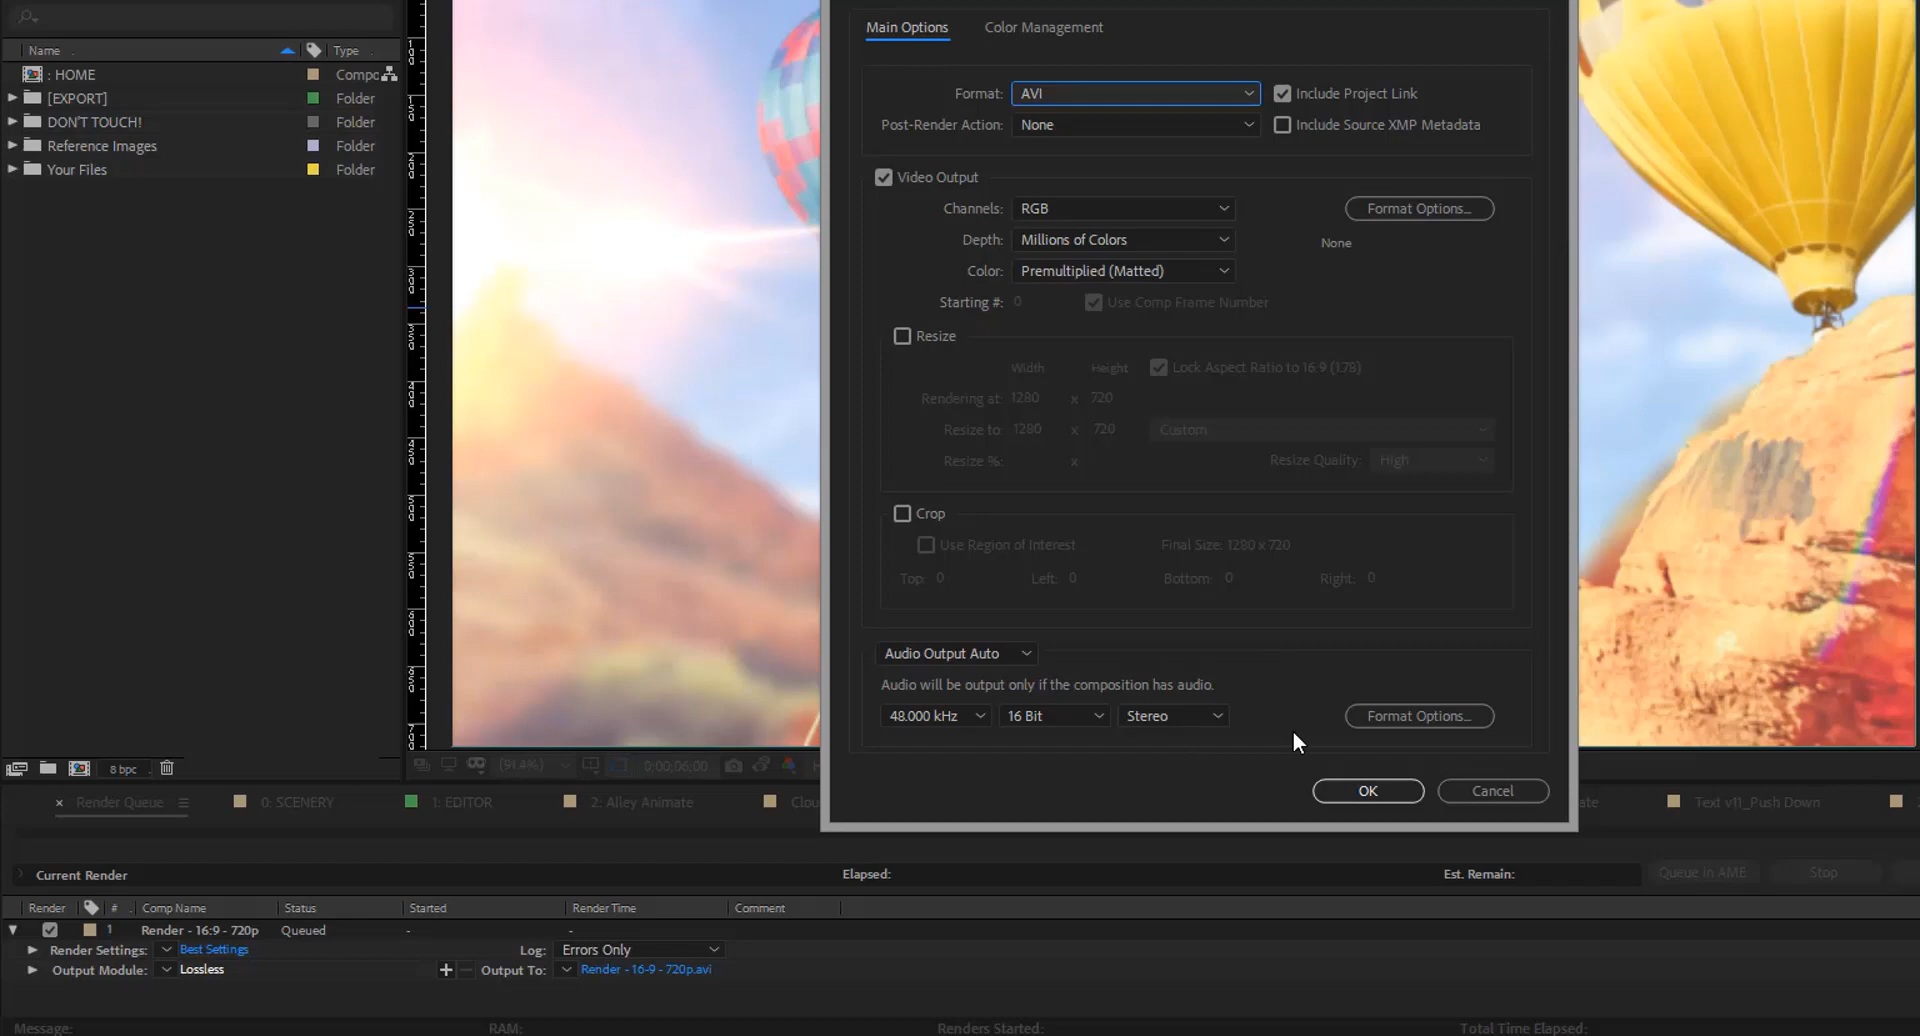 Name
Type
: HOME
Compo
[EXPORT]
Folder
DON'T TOUCH!
Folder
Reference Images
Folder
Your Files
Folder
Main Options
Color Management
Format:
AVI
Include Project Link
Post-Render Action:
None
Include Source XMP Metadata
Video Output
Channels:
RGB
Format Options...
Depth:
Millions of Colors
None
Color:
Premultiplied (Matted)
Starting #:
0
Use Comp Frame Number
Resize
Width
Height
Lock Aspect Ratio to 16:9 (1.78)
Rendering at:
1280
x
720
Resize to:
1280
x
720
Custom
Resize %:
x
Resize Quality:
High
Crop
Use Region of Interest
Final Size: 1280 x 720
Top: 0
Left: 0
Bottom: 0
Right: 0
Audio Output Auto
Audio will be output only if the composition has audio.
48.000 kHz
16 Bit
Stereo
Format Options...
OK
Cancel
8 bpc
(91.4%)
0:00:06:00
× Render Queue
0: SCENERY
1: EDITOR
2: Alley Animate
Clou
ate
Text v11_Push Down
Current Render
Elapsed:
Est. Remain:
Queue in AME
Stop
Render
#
Comp Name
Status
Started
Render Time
Comment
1
Render - 16:9 - 720p
Queued
-
-
Render Settings:
Best Settings
Log:
Errors Only
Output Module:
Lossless
Output To:
Render - 16-9 - 720p.avi
Message:
RAM:
Renders Started:
Total Time Elapsed: